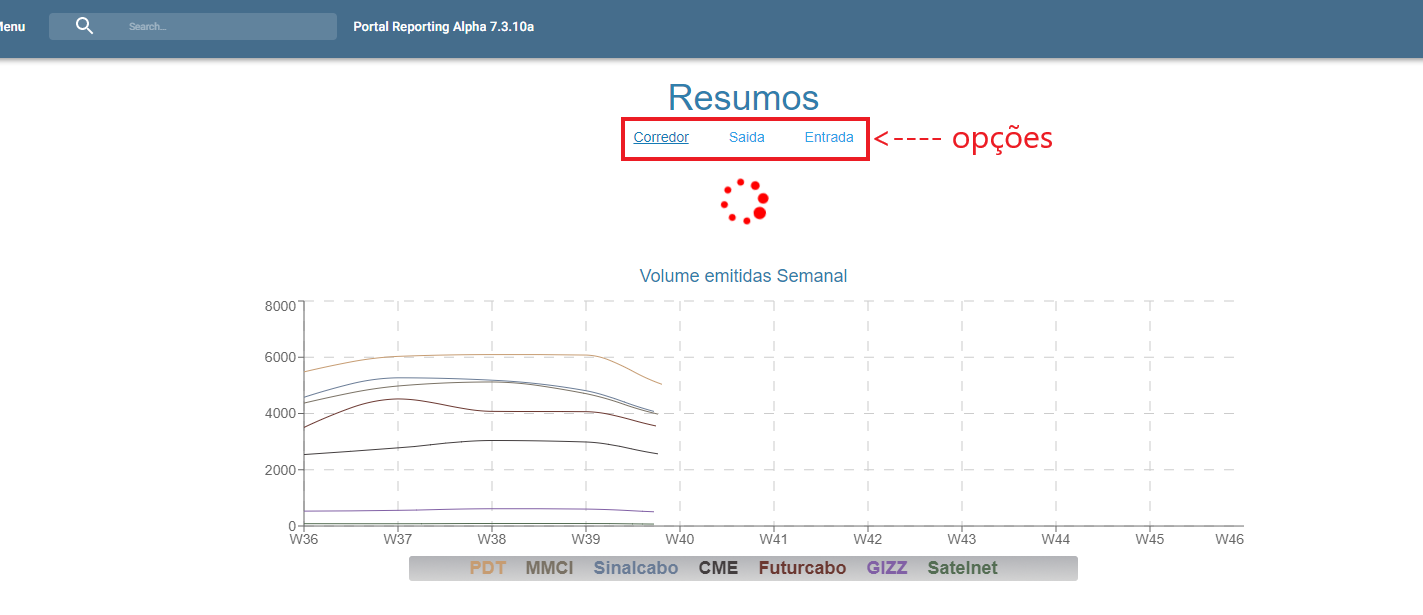 Menu Search... Portal Reporting Alpha 7.3.10a
Resumos
Corredor Saida Entrada <---- opções
Volume emitidas Semanal
8000
6000
4000
2000
0
W36 W37 W38 W39 W40 W41 W42 W43 W44 W45 W46
PDT MMCI Sinalcabo CME Futurcabo GIZZ Satelnet